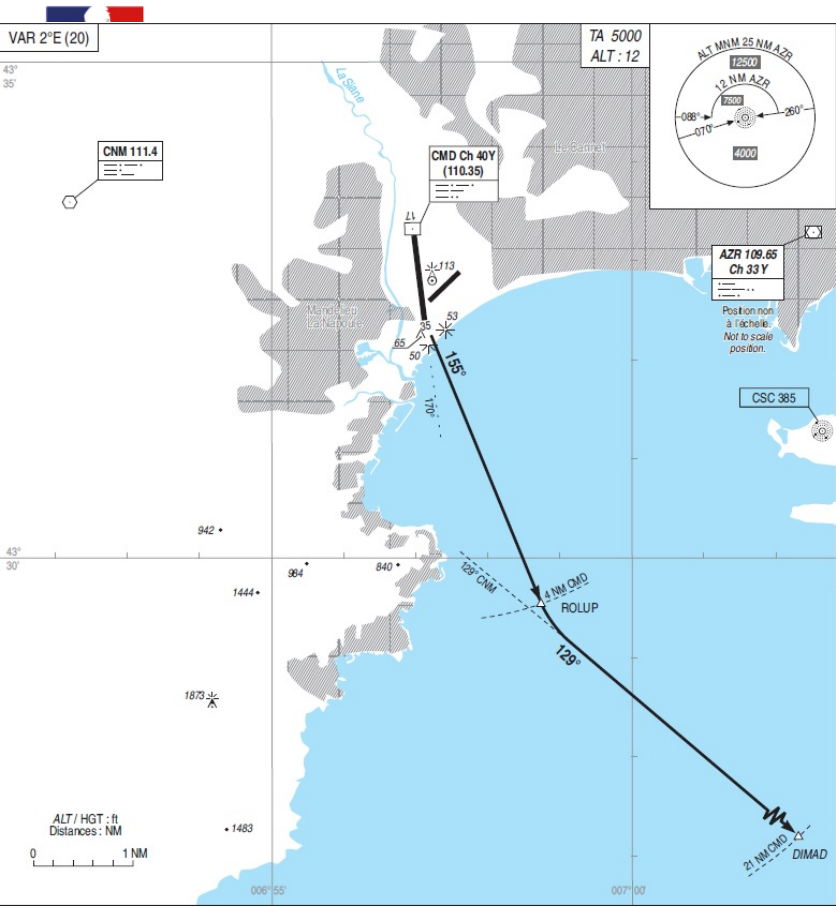 VAR 2°E (20)
TA 5000
ALT : 12
ALT MNM 25 NM AZR
12500
12 NM AZR
7500
088°
260°
070°
4000
43°
35'
La Siane
CNM 111.4
CMD Ch 40Y
(110.35)
Le Cannet
17
113
AZR 109.65
Ch 33 Y
Position non
à l'échelle.
Not to scale
position.
Mandelieu
La Napoule
35
53
65
50
155°
170°
CSC 385
942
43°
30'
984
840
129° CNM
4 NM CMD
ROLUP
1444
129°
1873
ALT / HGT : ft
Distances : NM
0 1 NM
1483
21 NM CMD
DIMAD
006°55'
007°00'